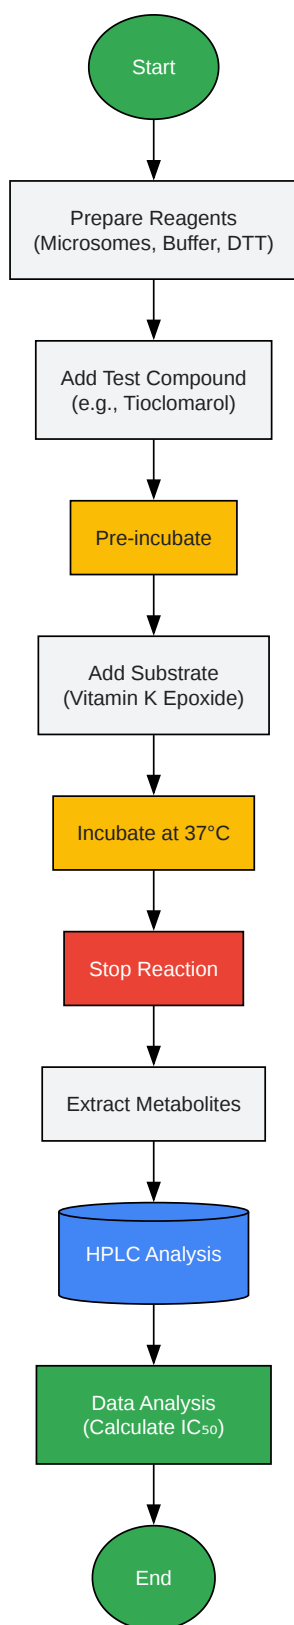 Start
Prepare Reagents
(Microsomes, Buffer, DTT)
Add Test Compound
(e.g., Tioclomarol)
Pre-incubate
Add Substrate
(Vitamin K Epoxide)
Incubate at 37°C
Stop Reaction
Extract Metabolites
HPLC Analysis
Data Analysis
(Calculate IC₅₀)
End